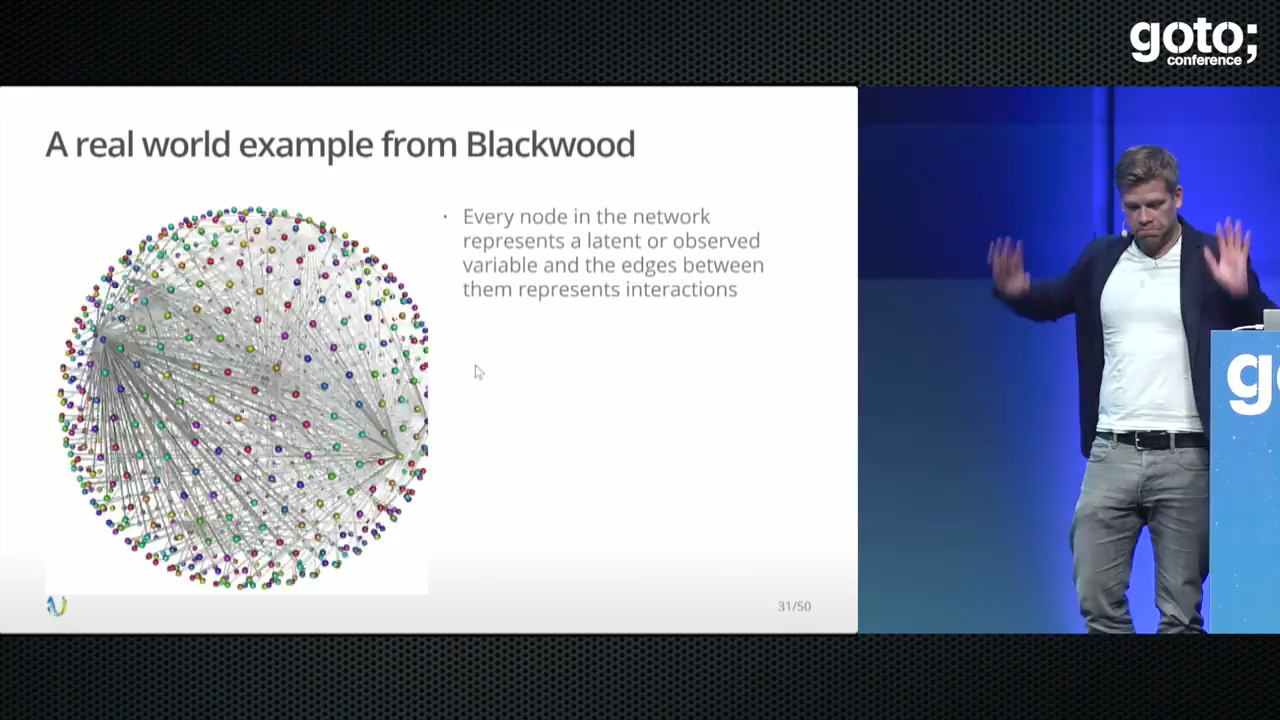 goto;
conference
A real world example from Blackwood
• Every node in the network
represents a latent or observed
variable and the edges between
them represents interactions
31/50
g